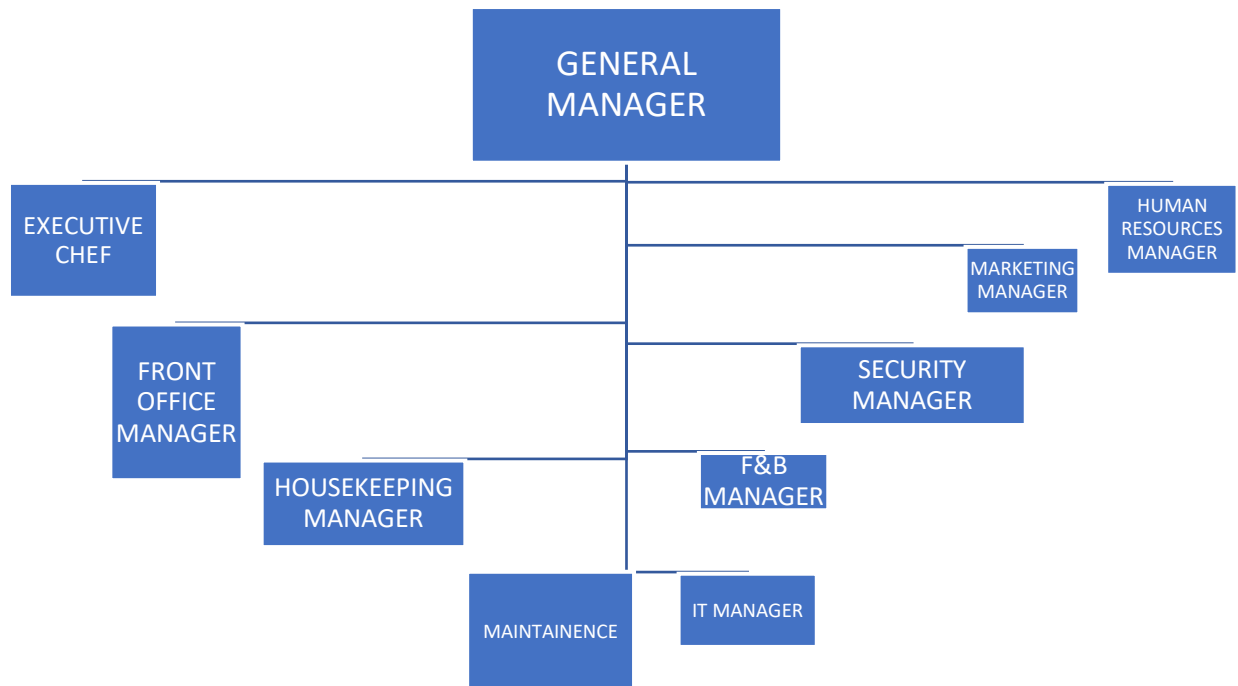 GENERAL
MANAGER
EXECUTIVE
CHEF
HUMAN
RESOURCES
MANAGER
MARKETING
MANAGER
FRONT
OFFICE
MANAGER
SECURITY
MANAGER
HOUSEKEEPING
MANAGER
F&B
MANAGER
MAINTAINENCE
IT MANAGER